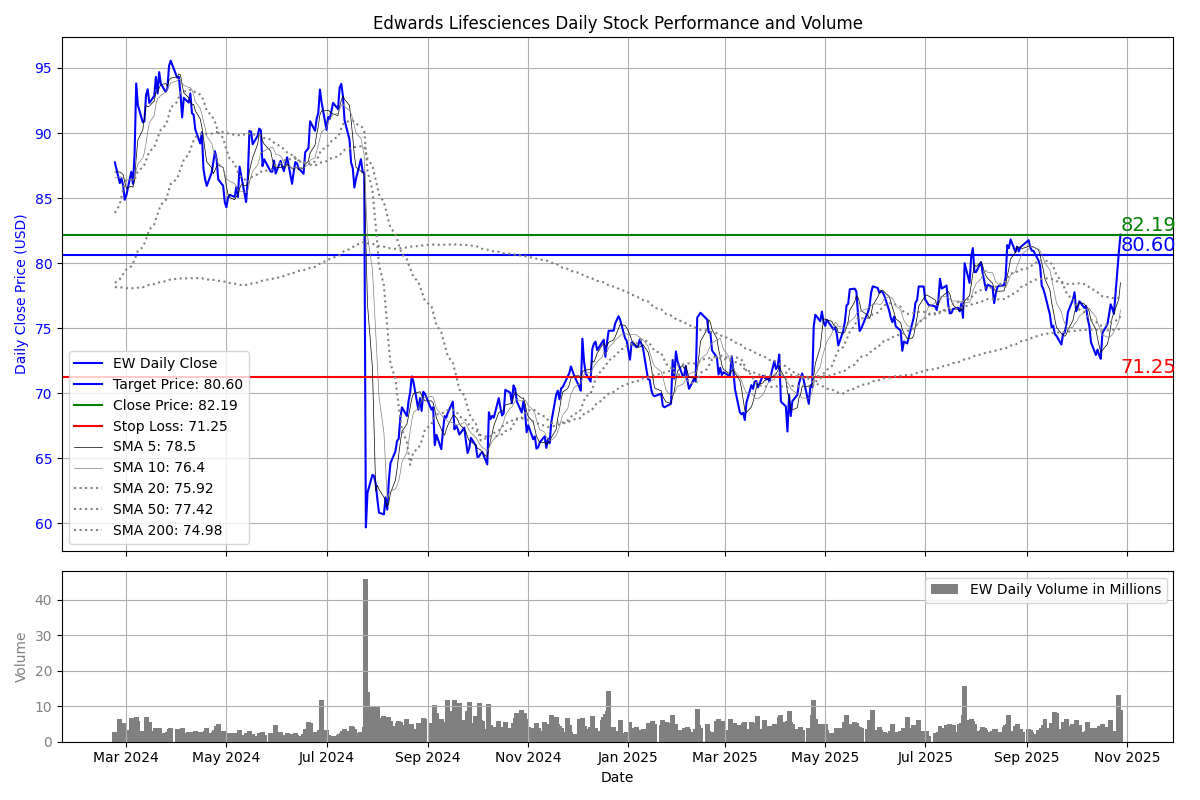 Edwards Lifesciences Daily Stock Performance and Volume
Daily Close Price (USD)
95
90
85
80
75
70
65
60
82.19
80.60
71.25
EW Daily Close
Target Price: 80.60
Close Price: 82.19
Stop Loss: 71.25
SMA 5: 78.5
SMA 10: 76.4
SMA 20: 75.92
SMA 50: 77.42
SMA 200: 74.98
Volume
40
30
20
10
0
EW Daily Volume in Millions
Mar 2024 May 2024 Jul 2024 Sep 2024 Nov 2024 Jan 2025 Mar 2025 May 2025 Jul 2025 Sep 2025 Nov 2025
Date